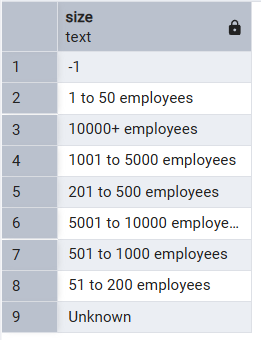 size
text
1 -1
2 1 to 50 employees
3 10000+ employees
4 1001 to 5000 employees
5 201 to 500 employees
6 5001 to 10000 employe...
7 501 to 1000 employees
8 51 to 200 employees
9 Unknown